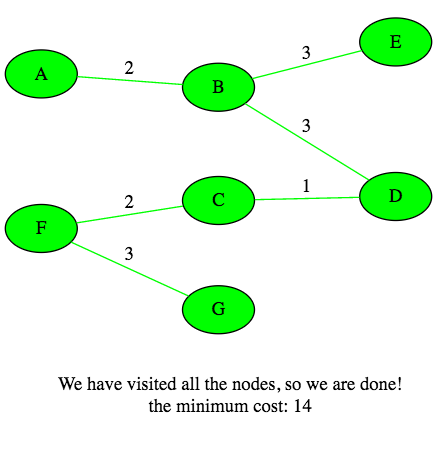 E
3
A
2
B
3
2
C
1
D
F
3
G
We have visited all the nodes, so we are done!
the minimum cost: 14